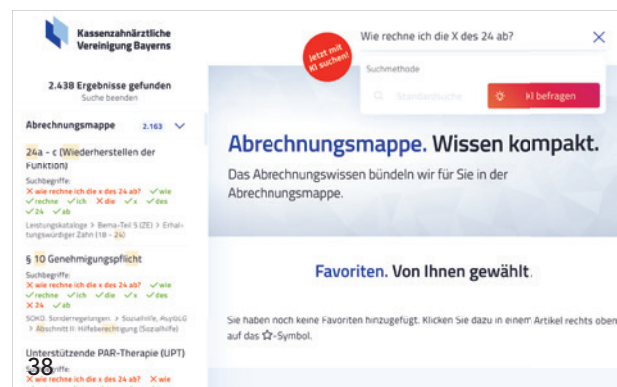 Kassenzahnärztliche
Vereinigung Bayerns
2.438 Ergebnisse gefunden
Suche beenden
Abrechnungsmappe 2.163
24a - c (Wiederherstellen der
Funktion)
Suchbegriffe:
✕ wie rechne ich die x des 24 ab? ✓ wie
✓ rechne ✓ ich ✕ die ✓ x ✓ des
✓ 24 ✓ ab
Leistungskataloge > Bema-Teil 5 (ZE) > Erhal-
tungswürdiger Zahn (18 - 24)
§ 10 Genehmigungspflicht
Suchbegriffe:
✕ wie rechne ich die x des 24 ab? ✓ wie
✓ rechne ✓ ich ✓ die ✓ x ✓ des
✕ 24 ✓ ab
SOKO. Sonderregelungen. > Sozialhilfe, AsylbLG
> Abschnitt II: Hilfeberechtigung (Sozialhilfe)
Unterstützende PAR-Therapie (UPT)
38
✕ wie rechne ich die x des 24 ab? ✕ wie
Jetzt mit
KI suchen!
Wie rechne ich die X des 24 ab?
Suchmethode
Standardsuche
KI befragen
Abrechnungsmappe. Wissen kompakt.
Das Abrechnungswissen bündeln wir für Sie in der
Abrechnungsmappe.
Favoriten. Von Ihnen gewählt.
Sie haben noch keine Favoriten hinzugefügt. Klicken Sie dazu in einem Artikel rechts oben
auf das ☆-Symbol.